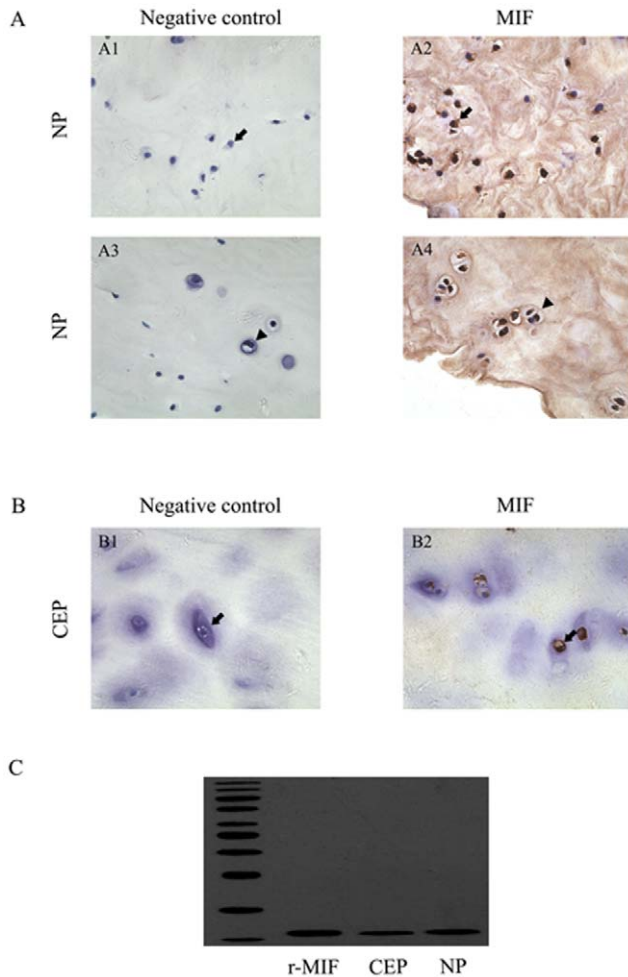 A
Negative control
MIF
NP
A1
A2
NP
A3
A4
B
Negative control
MIF
CEP
B1
B2
C
r-MIF
CEP
NP